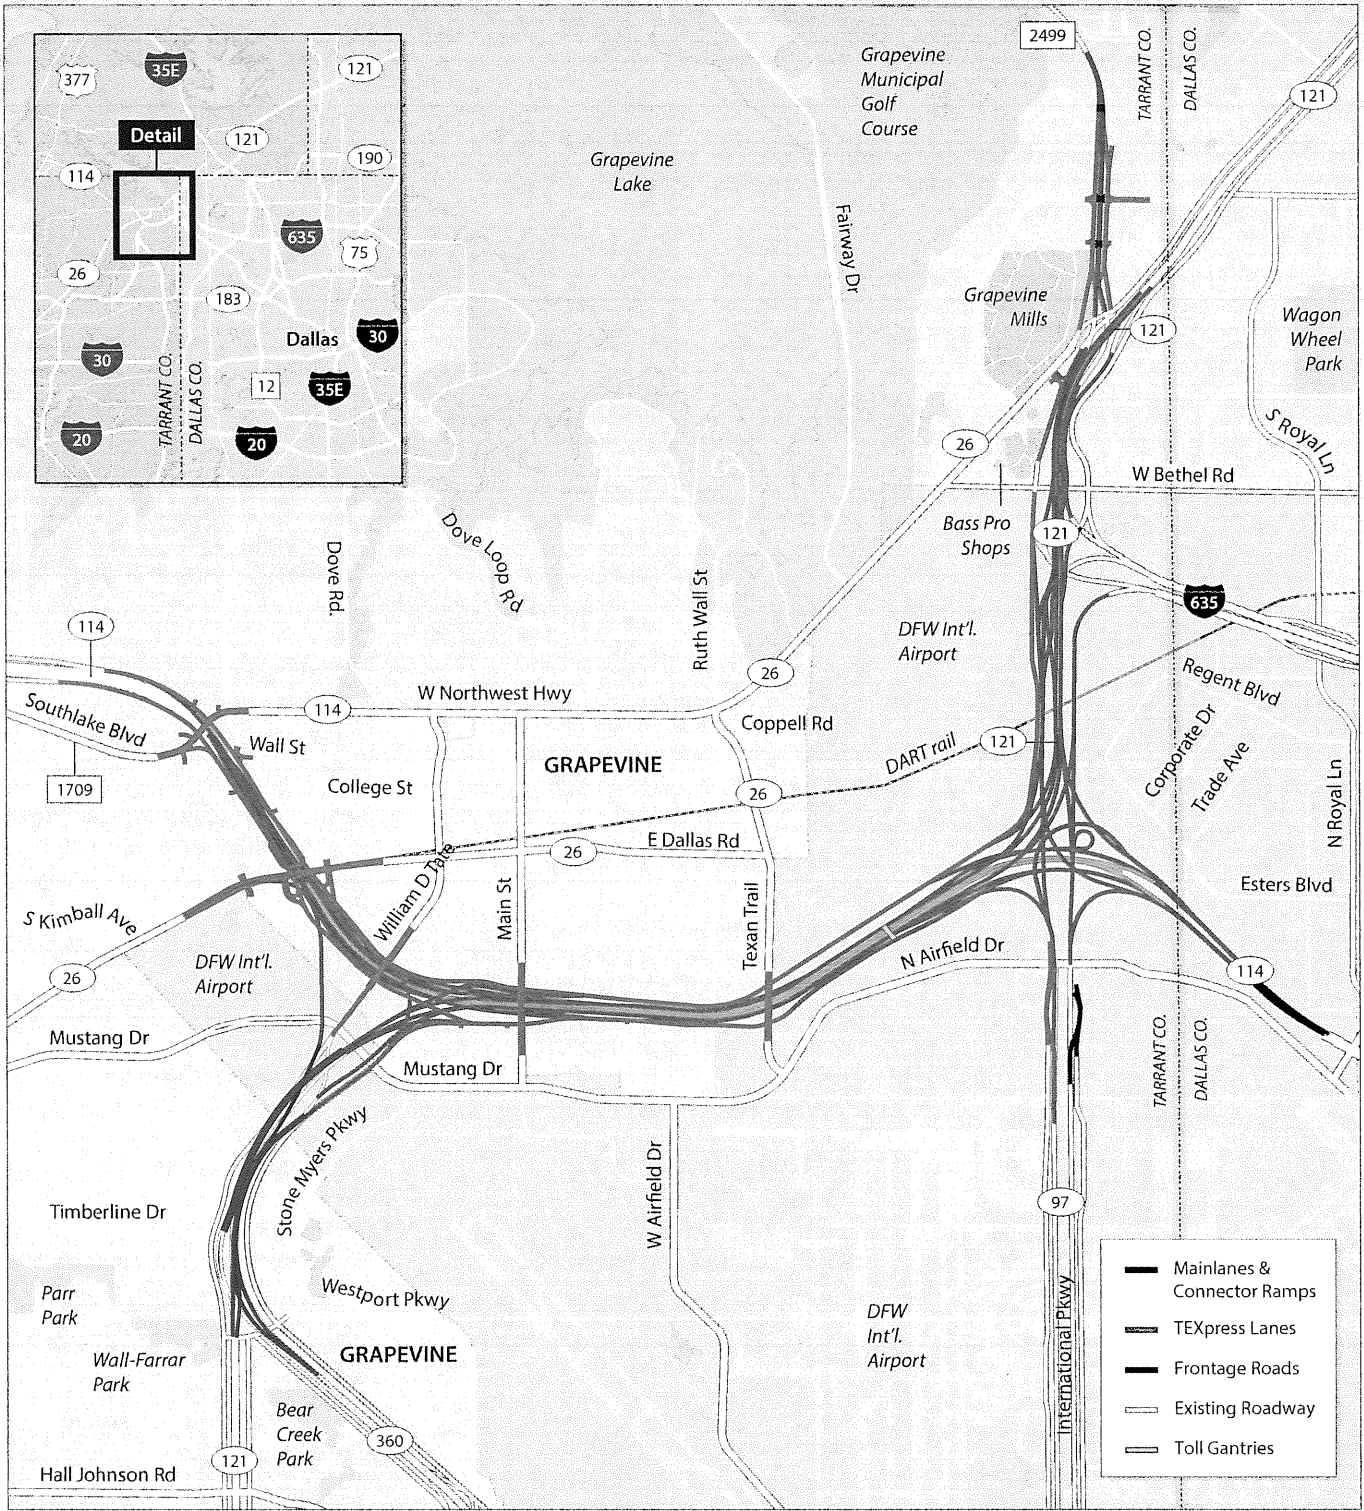 377
35E
121
Detail
121
190
114
635
75
26
183
Dallas
30
30
12
35E
TARRANT CO.
DALLAS CO.
20
20
2499
Grapevine
Municipal
Golf
Course
TARRANT CO.
DALLAS CO.
121
Grapevine
Lake
Fairway Dr
Grapevine
Mills
121
Wagon
Wheel
Park
26
S Royal Ln
W Bethel Rd
Bass Pro
Shops
121
Dove Loop Rd
Dove Rd.
Ruth Wall St
635
DFW Int'l.
Airport
114
26
Regent Blvd
W Northwest Hwy
114
Southlake Blvd
Wall St
Coppell Rd
121
DART rail
Corporate Dr
Trade Ave
GRAPEVINE
1709
College St
26
N Royal Ln
E Dallas Rd
26
William D Tate
Esters Blvd
S Kimball Ave
Main St
Texan Trail
N Airfield Dr
DFW Int'l.
Airport
26
114
Mustang Dr
Mustang Dr
TARRANT CO.
DALLAS CO.
Stone Myers Pkwy
W Airfield Dr
Timberline Dr
97
Westport Pkwy
Parr
Park
International Pkwy
DFW
Int'l.
Airport
Wall-Farrar
Park
GRAPEVINE
Bear
Creek
Park
360
121
Hall Johnson Rd
Mainlanes &
Connector Ramps
TEXpress Lanes
Frontage Roads
Existing Roadway
Toll Gantries